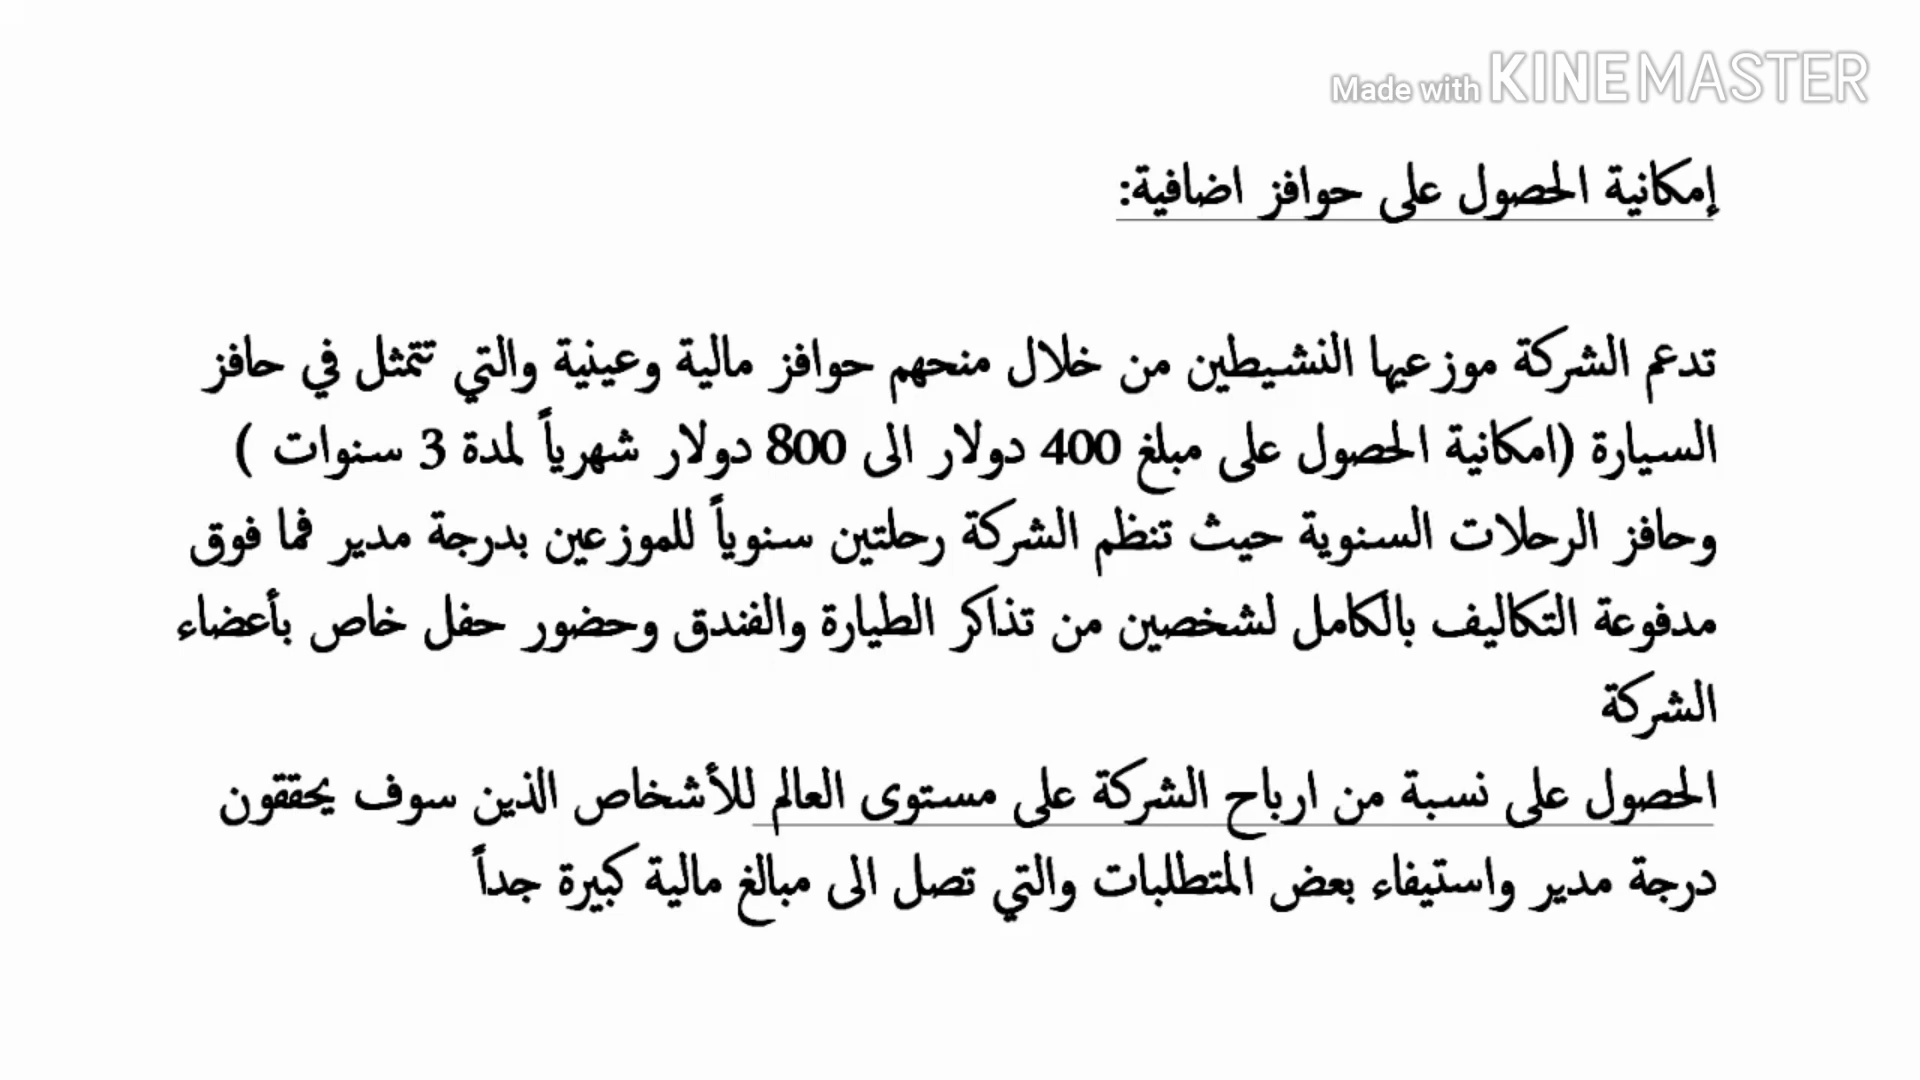 Made with KINEMASTER
إمكانية الحصول على حوافز اضافية:
تدعم الشركة موزعيها النشيطين من خلال منحهم حوافز مالية وعينية والتي تتمثل في حافز
السيارة (امكانية الحصول على مبلغ 400 دولار الى 800 دولار شهرياً لمدة 3 سنوات )
وحافز الرحلات السنوية حيث تنظم الشركة رحلتين سنوياً للموزعين بدرجة مدير فما فوق
مدفوعة التكاليف بالكامل لشخصين من تذاكر الطيارة والفندق وحضور حفل خاص بأعضاء
الشركة
الحصول على نسبة من ارباح الشركة على مستوى العالم للأشخاص الذين سوف يحققون
درجة مدير واستيفاء بعض المتطلبات والتي تصل الى مبالغ مالية كبيرة جداً